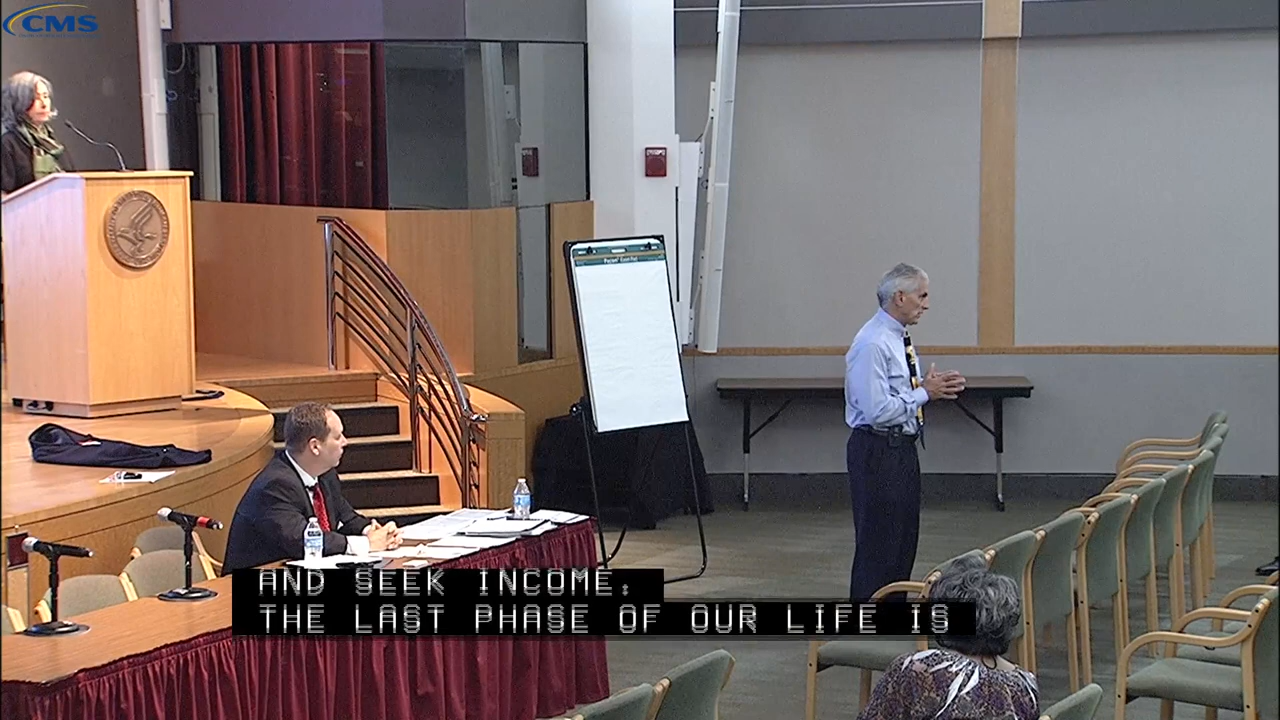 CMS
AND SEEK INCOME.
THE LAST PHASE OF OUR LIFE IS